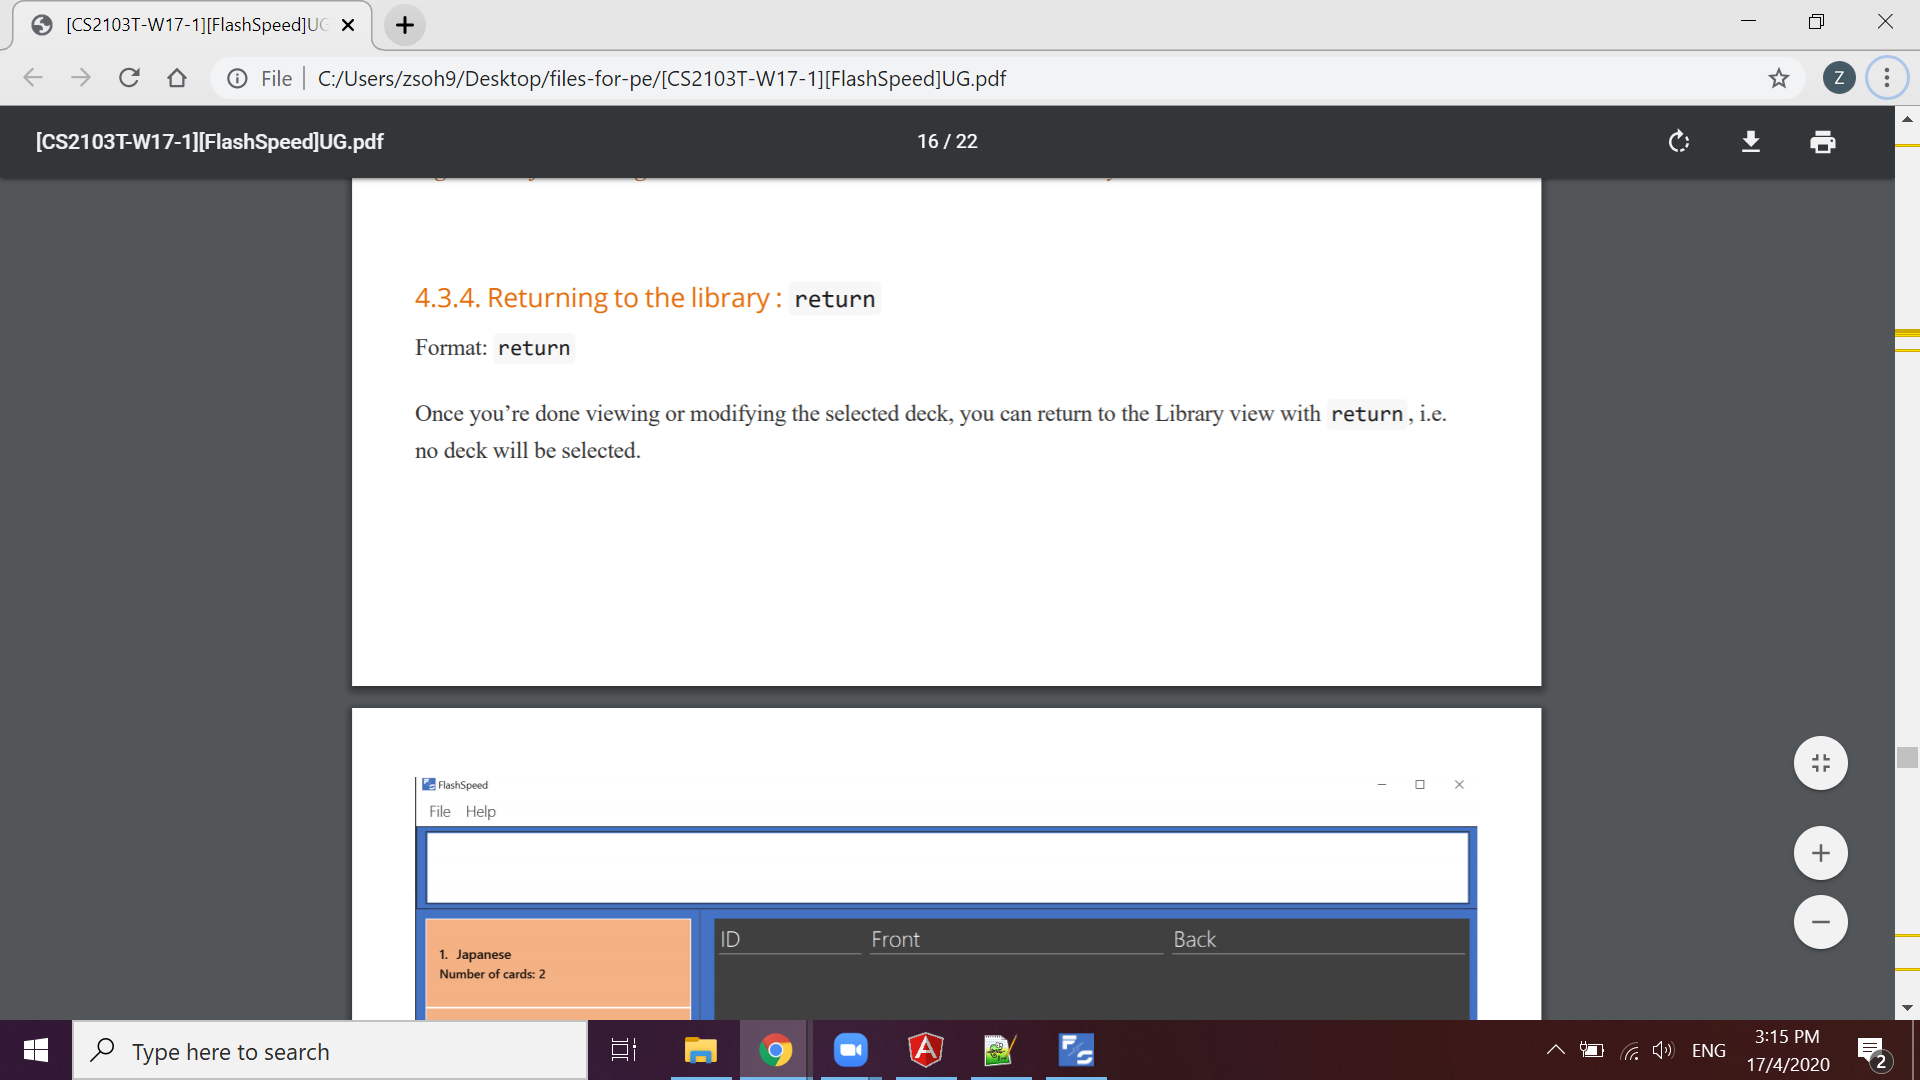 [CS2103T-W17-1][FlashSpeed]UG
File
C:/Users/zsoh9/Desktop/files-for-pe/[CS2103T-W17-1][FlashSpeed]UG.pdf
Z
[CS2103T-W17-1][FlashSpeed]UG.pdf
16 / 22
4.3.4. Returning to the library : return
Format: return
Once you’re done viewing or modifying the selected deck, you can return to the Library view with return, i.e.
no deck will be selected.
FlashSpeed
File Help
ID Front Back
1. Japanese
Number of cards: 2
Type here to search
ENG
3:15 PM
17/4/2020
2